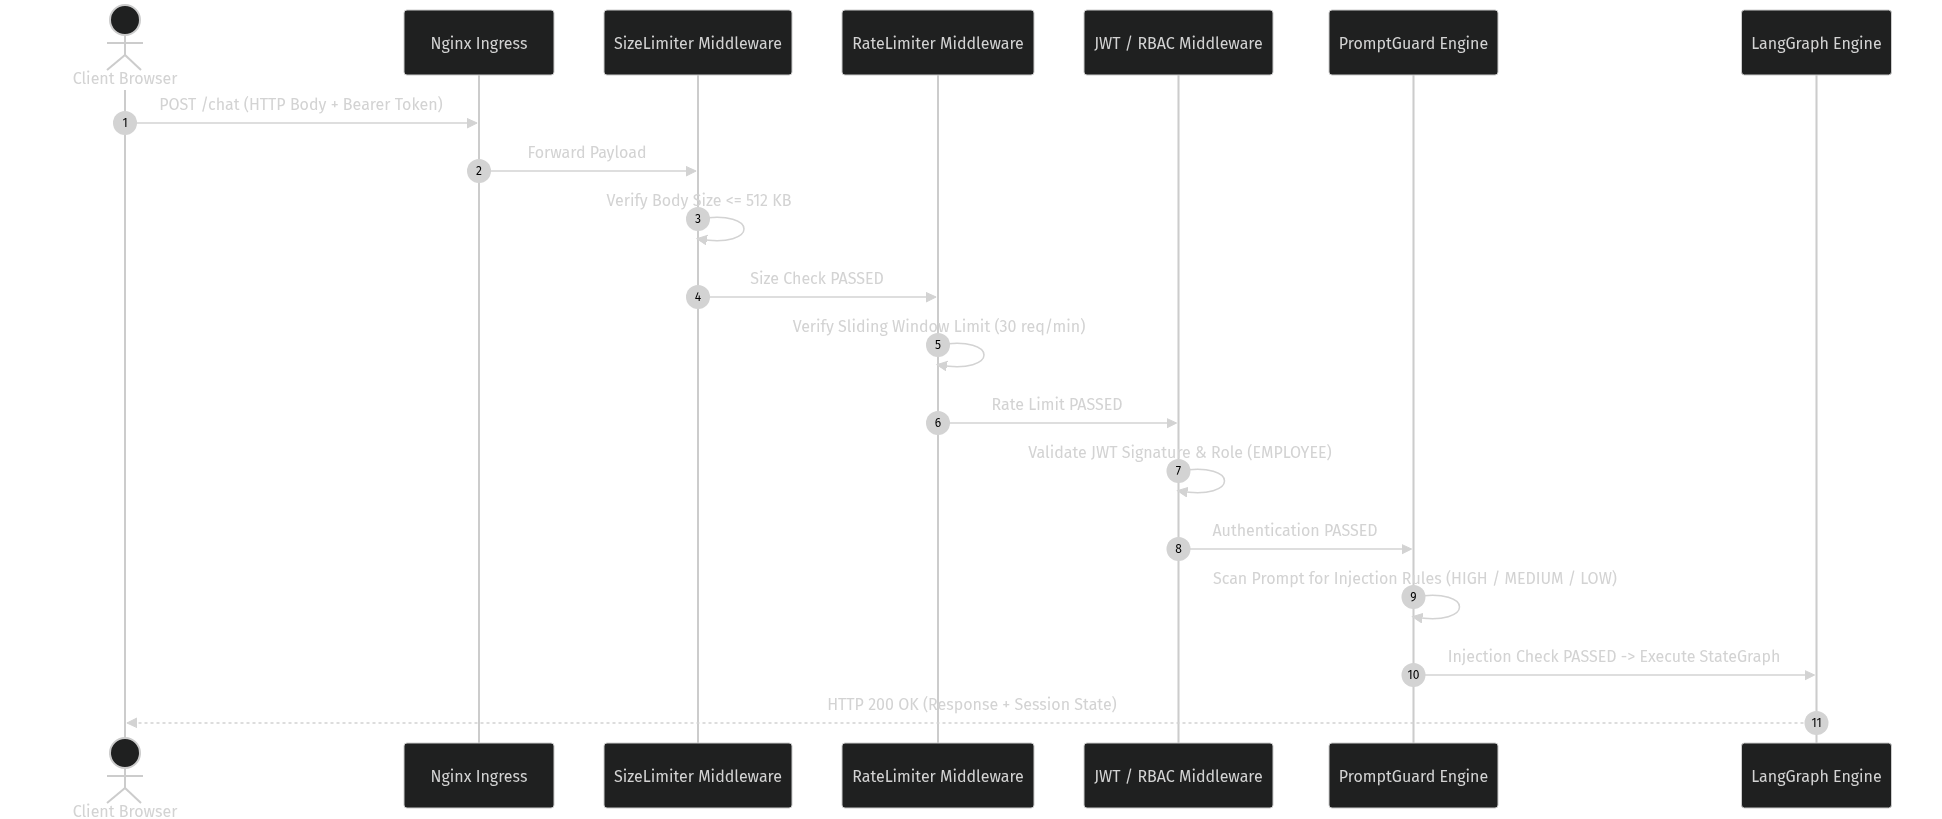 Client Browser
Nginx Ingress
SizeLimiter Middleware
RateLimiter Middleware
JWT / RBAC Middleware
PromptGuard Engine
LangGraph Engine
POST /chat (HTTP Body + Bearer Token)
1
Forward Payload
2
Verify Body Size <= 512 KB
3
Size Check PASSED
4
Verify Sliding Window Limit (30 req/min)
5
Rate Limit PASSED
6
Validate JWT Signature & Role (EMPLOYEE)
7
Authentication PASSED
8
Scan Prompt for Injection Rules (HIGH / MEDIUM / LOW)
9
Injection Check PASSED -> Execute StateGraph
10
HTTP 200 OK (Response + Session State)
11
Client Browser
Nginx Ingress
SizeLimiter Middleware
RateLimiter Middleware
JWT / RBAC Middleware
PromptGuard Engine
LangGraph Engine